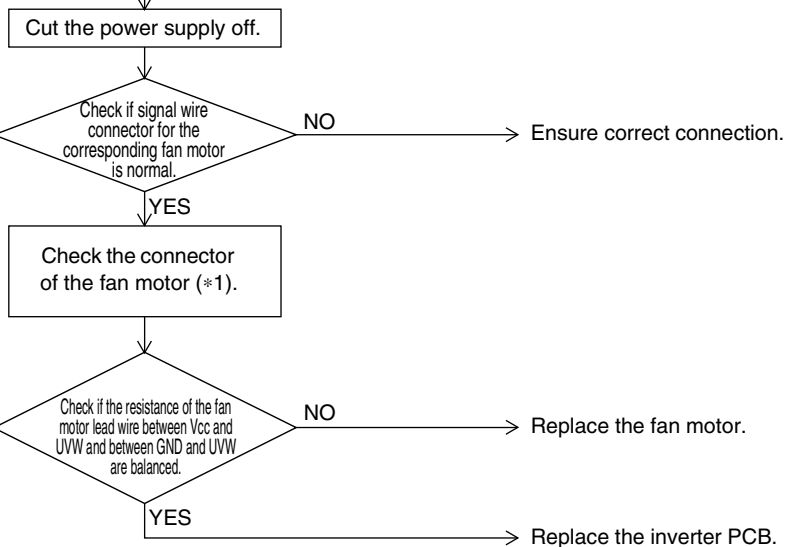 Cut the power supply off.
Check if signal wire
connector for the
corresponding fan motor
is normal.
NO
Ensure correct connection.
YES
Check the connector
of the fan motor (*1).
Check if the resistance of the fan
motor lead wire between Vcc and
UVW and between GND and UVW
are balanced.
NO
Replace the fan motor.
YES
Replace the inverter PCB.